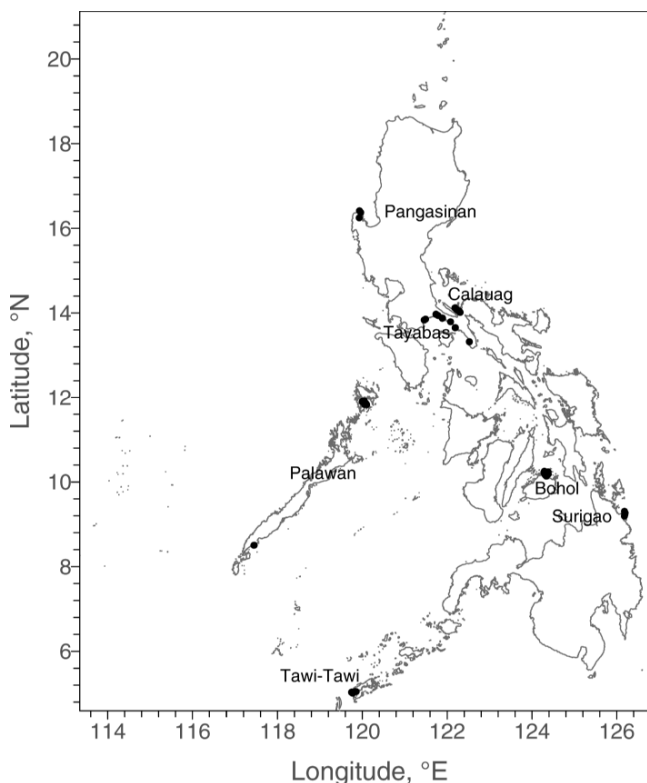 20
18
16
14
12
10
8
6
Pangasinan
Calauag
Tayabas
Palawan
Bohol
Surigao
Tawi-Tawi
114 116 118 120 122 124 126
Latitude, °N
Longitude, °E